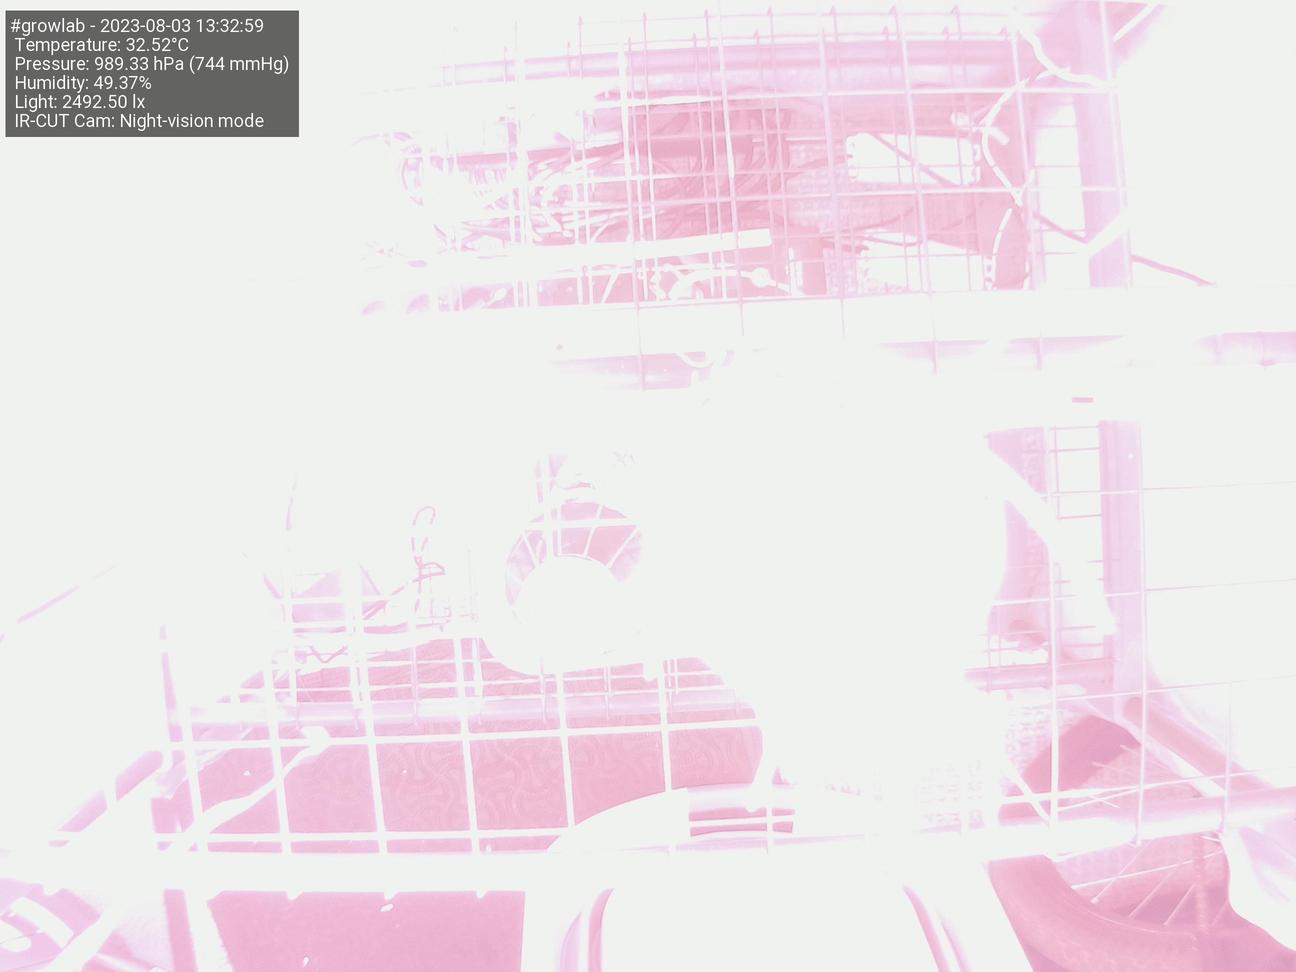 #growlab - 2023-08-03 13:32:59
Temperature: 32.52°C
Pressure: 989.33 hPa (744 mmHg)
Humidity: 49.37%
Light: 2492.50 lx
IR-CUT Cam: Night-vision mode